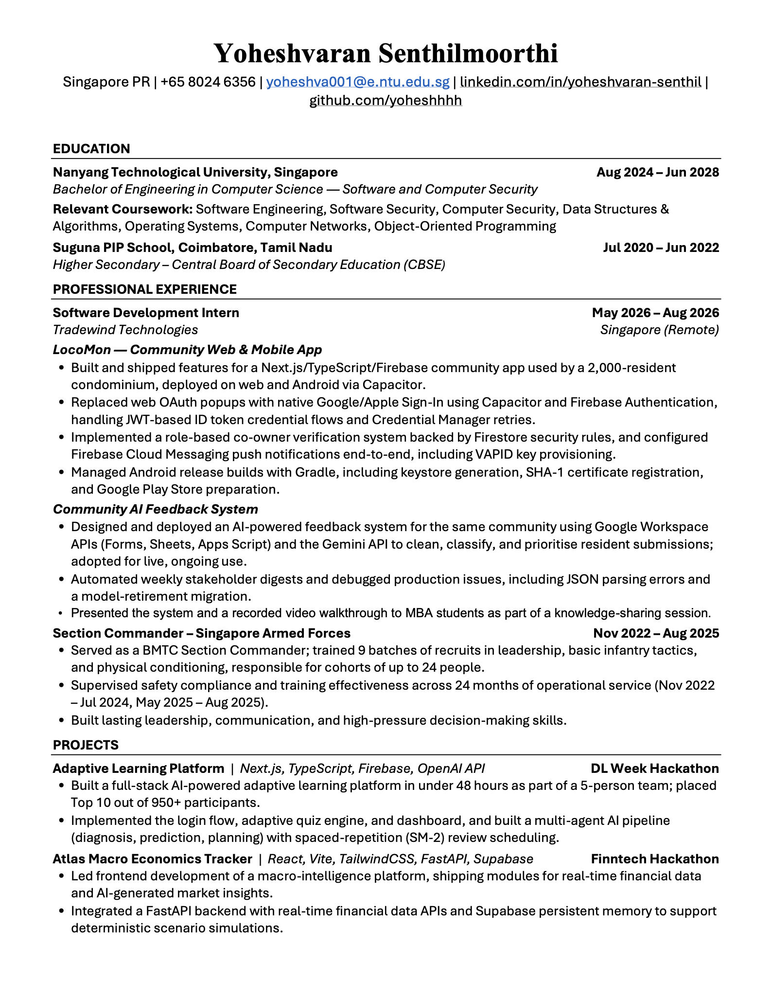 Yoheshvaran Senthilmoorthi
Singapore PR | +65 8024 6356 | yoheshva001@e.ntu.edu.sg | linkedin.com/in/yoheshvaran-senthil |
github.com/yoheshhhh
EDUCATION
Nanyang Technological University, Singapore Aug 2024 – Jun 2028
Bachelor of Engineering in Computer Science — Software and Computer Security
Relevant Coursework: Software Engineering, Software Security, Computer Security, Data Structures &
Algorithms, Operating Systems, Computer Networks, Object-Oriented Programming
Suguna PIP School, Coimbatore, Tamil Nadu Jul 2020 – Jun 2022
Higher Secondary – Central Board of Secondary Education (CBSE)
PROFESSIONAL EXPERIENCE
Software Development Intern May 2026 – Aug 2026
Tradewind Technologies Singapore (Remote)
LocoMon — Community Web & Mobile App
• Built and shipped features for a Next.js/TypeScript/Firebase community app used by a 2,000-resident
condominium, deployed on web and Android via Capacitor.
• Replaced web OAuth popups with native Google/Apple Sign-In using Capacitor and Firebase Authentication,
handling JWT-based ID token credential flows and Credential Manager retries.
• Implemented a role-based co-owner verification system backed by Firestore security rules, and configured
Firebase Cloud Messaging push notifications end-to-end, including VAPID key provisioning.
• Managed Android release builds with Gradle, including keystore generation, SHA-1 certificate registration,
and Google Play Store preparation.
Community AI Feedback System
• Designed and deployed an AI-powered feedback system for the same community using Google Workspace
APIs (Forms, Sheets, Apps Script) and the Gemini API to clean, classify, and prioritise resident submissions;
adopted for live, ongoing use.
• Automated weekly stakeholder digests and debugged production issues, including JSON parsing errors and
a model-retirement migration.
• Presented the system and a recorded video walkthrough to MBA students as part of a knowledge-sharing session.
Section Commander – Singapore Armed Forces Nov 2022 – Aug 2025
• Served as a BMTC Section Commander; trained 9 batches of recruits in leadership, basic infantry tactics,
and physical conditioning, responsible for cohorts of up to 24 people.
• Supervised safety compliance and training effectiveness across 24 months of operational service (Nov 2022
– Jul 2024, May 2025 – Aug 2025).
• Built lasting leadership, communication, and high-pressure decision-making skills.
PROJECTS
Adaptive Learning Platform | Next.js, TypeScript, Firebase, OpenAI API DL Week Hackathon
• Built a full-stack AI-powered adaptive learning platform in under 48 hours as part of a 5-person team; placed
Top 10 out of 950+ participants.
• Implemented the login flow, adaptive quiz engine, and dashboard, and built a multi-agent AI pipeline
(diagnosis, prediction, planning) with spaced-repetition (SM-2) review scheduling.
Atlas Macro Economics Tracker | React, Vite, TailwindCSS, FastAPI, Supabase Finntech Hackathon
• Led frontend development of a macro-intelligence platform, shipping modules for real-time financial data
and AI-generated market insights.
• Integrated a FastAPI backend with real-time financial data APIs and Supabase persistent memory to support
deterministic scenario simulations.